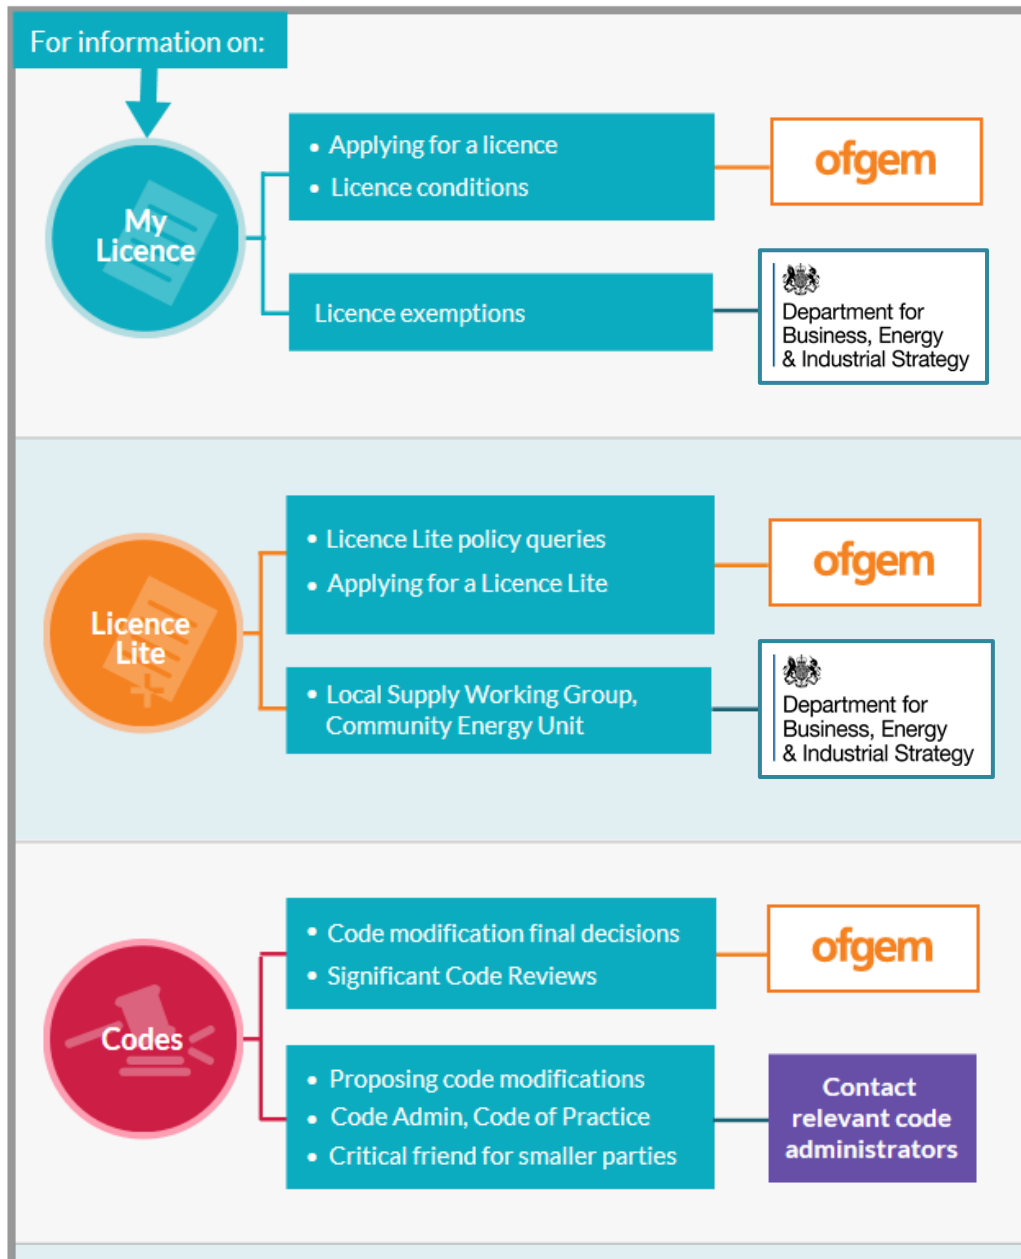 For information on:
My
Licence
• Applying for a licence
• Licence conditions
ofgem
Licence exemptions
Department for
Business, Energy
& Industrial Strategy
Licence
Lite
• Licence Lite policy queries
• Applying for a Licence Lite
ofgem
• Local Supply Working Group,
Community Energy Unit
Department for
Business, Energy
& Industrial Strategy
Codes
• Code modification final decisions
• Significant Code Reviews
ofgem
• Proposing code modifications
• Code Admin, Code of Practice
• Critical friend for smaller parties
Contact
relevant code
administrators